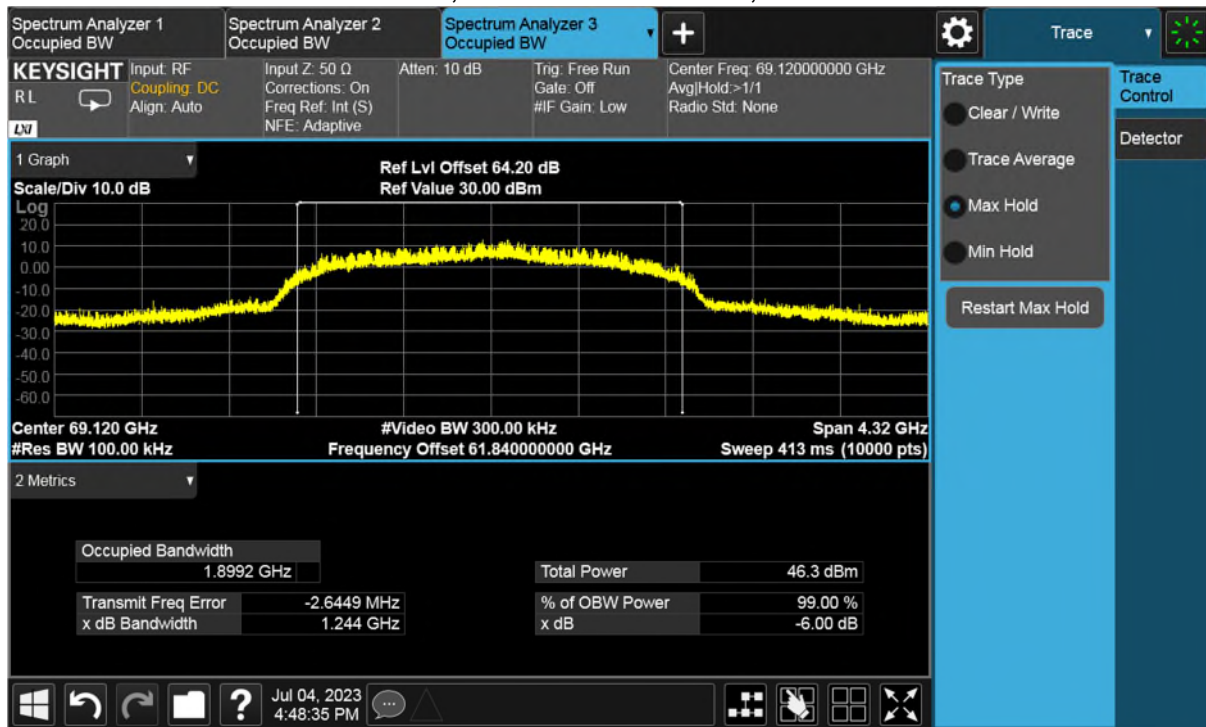 Spectrum Analyzer 1
Occupied BW
Spectrum Analyzer 2
Occupied BW
Spectrum Analyzer 3
Occupied BW
+
Trace
KEYSIGHT
RL
LXI
Input: RF
Coupling: DC
Align: Auto
Input Z: 50 Ω
Corrections: On
Freq Ref: Int (S)
NFE: Adaptive
Atten: 10 dB
Trig: Free Run
Gate: Off
#IF Gain: Low
Center Freq: 69.120000000 GHz
Avg|Hold:>1/1
Radio Std: None
Trace Type
Clear / Write
Trace Average
Max Hold
Min Hold
Restart Max Hold
Trace Control
Detector
1 Graph
Scale/Div 10.0 dB
Ref Lvl Offset 64.20 dB
Ref Value 30.00 dBm
Log
20.0
10.0
0.00
-10.0
-20.0
-30.0
-40.0
-50.0
-60.0
Center 69.120 GHz
#Video BW 300.00 kHz
Span 4.32 GHz
#Res BW 100.00 kHz
Frequency Offset 61.840000000 GHz
Sweep 413 ms (10000 pts)
2 Metrics
Occupied Bandwidth
1.8992 GHz
Total Power 46.3 dBm
Transmit Freq Error -2.6449 MHz
% of OBW Power 99.00 %
x dB Bandwidth 1.244 GHz
x dB -6.00 dB
?
Jul 04, 2023
4:48:35 PM